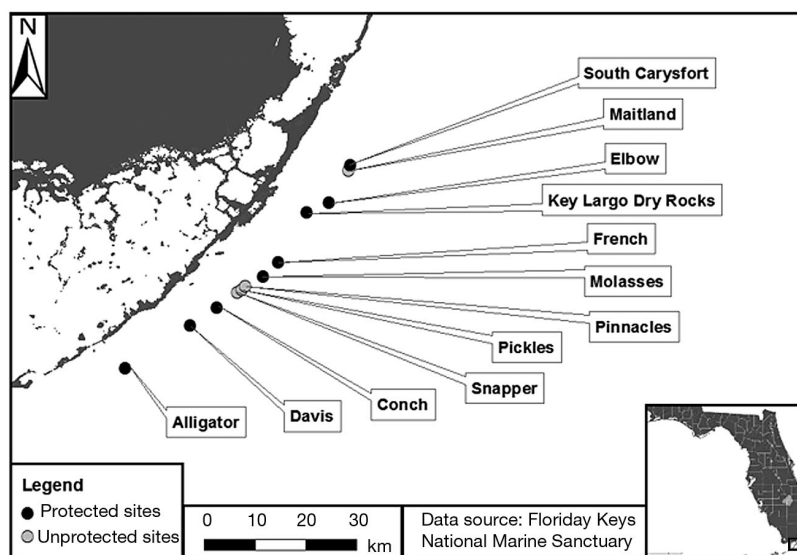 N
South Carysfort
Maitland
Elbow
Key Largo Dry Rocks
French
Molasses
Pinnacles
Pickles
Snapper
Conch
Davis
Alligator
Legend
Protected sites
Unprotected sites
0 10 20 30
km
Data source: Floriday Keys
National Marine Sanctuary